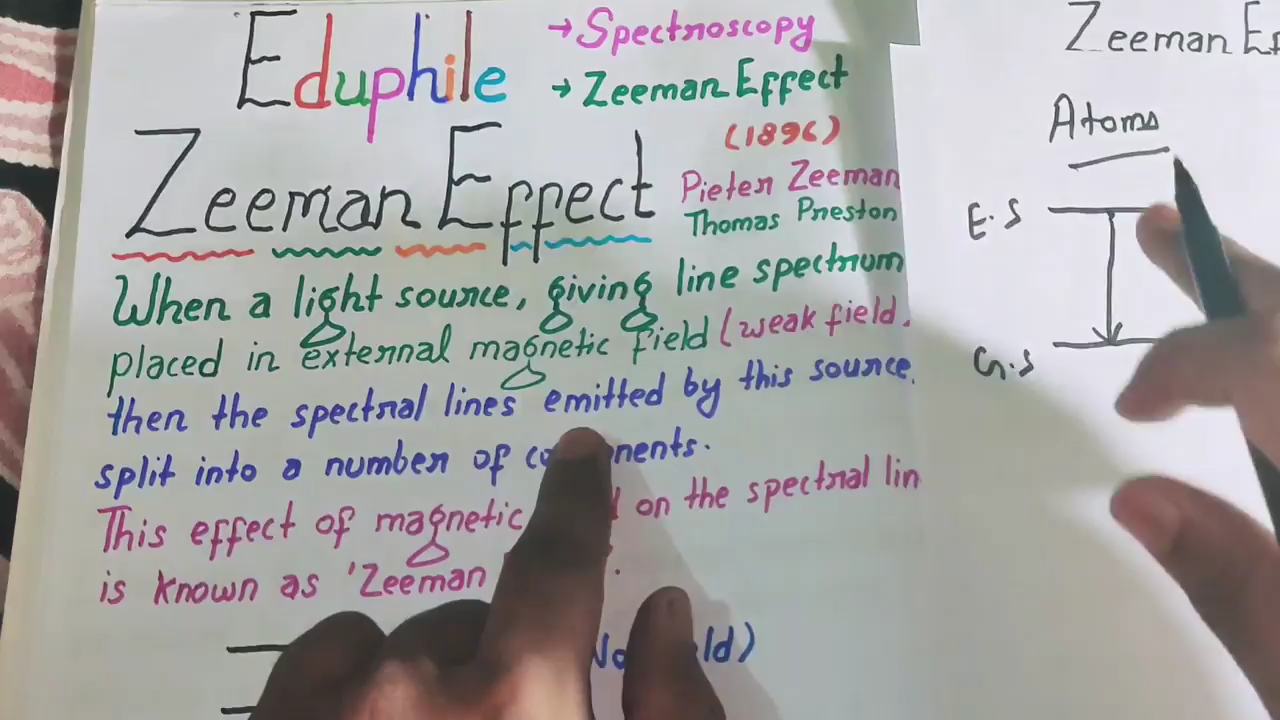 Eduphile
→ Spectroscopy
→ Zeeman Effect
(1896)
Zeeman Effect
Pieter Zeeman
Thomas Preston
When a light source, giving line spectrum
placed in external magnetic field (weak field,
then the spectral lines emitted by this source,
split into a number of
This effect of magnetic on the spectral lin
is known as 'Zeeman
Zeeman Ef
Atoms
E.S
G.S